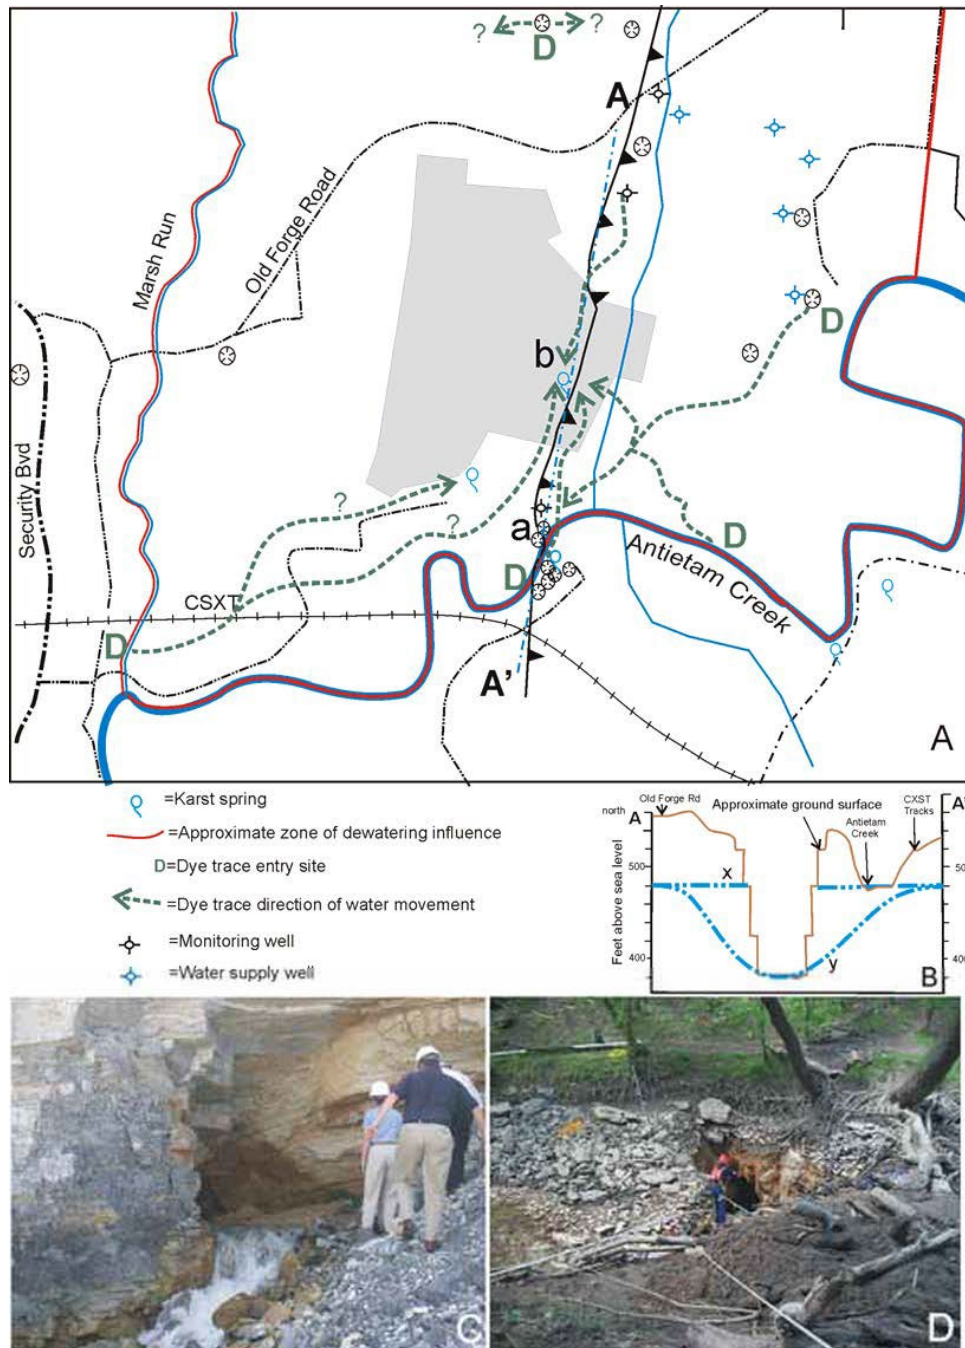 A
? D ?
A
Marsh Run
Old Forge Road
b
D
Security Bvd
?
?
a
D
Antietam Creek
D
CSXT
D
A'
A
=Karst spring
=Approximate zone of dewatering influence
D=Dye trace entry site
=Dye trace direction of water movement
=Monitoring well
=Water supply well
north
Old Forge Rd
Approximate ground surface
CXST
Tracks
Antietam
Creek
A
A'
500
50
x
Feet above sea level
400
400
y
B
C
D